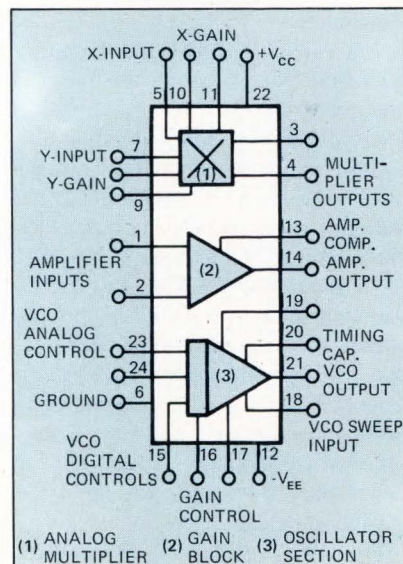 X-GAIN
X-INPUT +Vcc
5 10 11 22
7 3
Y-INPUT 4
(1)
Y-GAIN
9
MULTI-
PLIER
OUTPUTS
1 13 AMP.
COMP.
AMPLIFIER
INPUTS
(2) 14 AMP.
OUTPUT
2
19
VCO
ANALOG
CONTROL 23
20 TIMING
CAP.
24 (3) 21 VCO
OUTPUT
GROUND 6
18
VCO SWEEP
INPUT
15 16 17 12
VCO
DIGITAL
CONTROLS
-VEE
GAIN
CONTROL
(1) ANALOG MULTIPLIER
(2) GAIN BLOCK
(3) OSCILLATOR SECTION